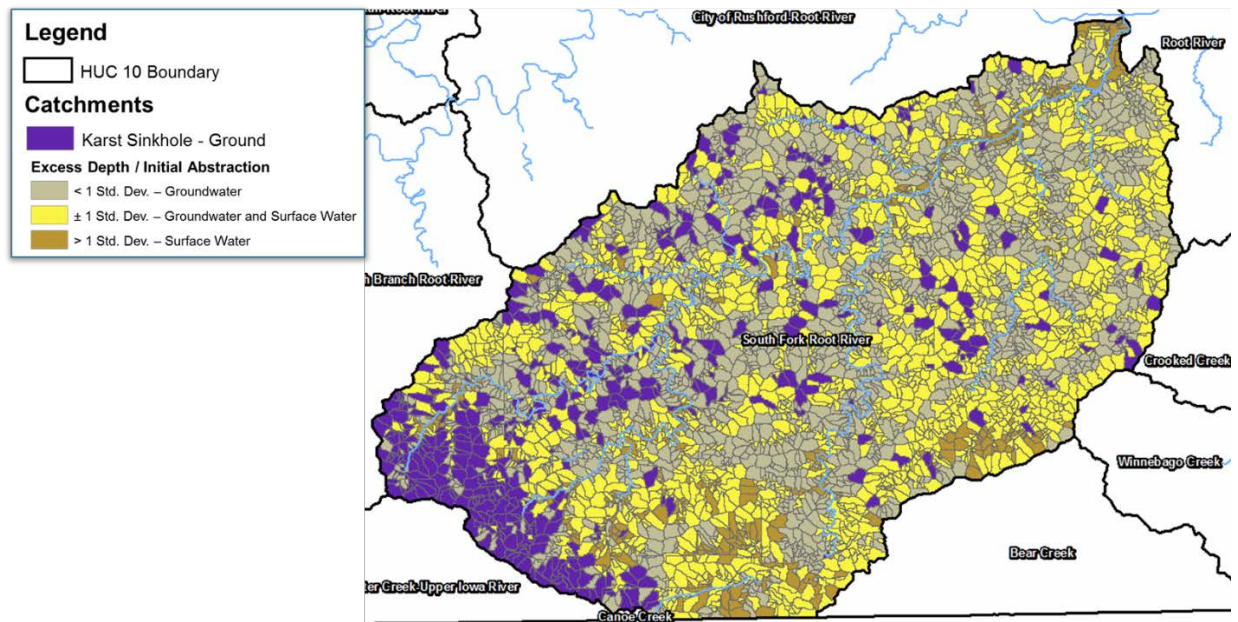 Legend
HUC 10 Boundary
Catchments
Karst Sinkhole - Ground
Excess Depth / Initial Abstraction
< 1 Std. Dev. – Groundwater
± 1 Std. Dev. – Groundwater and Surface Water
> 1 Std. Dev. – Surface Water
Root River
City of Rushford-Root River
Root River
Branch Root River
South Fork Root River
Crooked Creek
Winnebago Creek
Bear Creek
Creek-Upper Iowa River
Canoe Creek